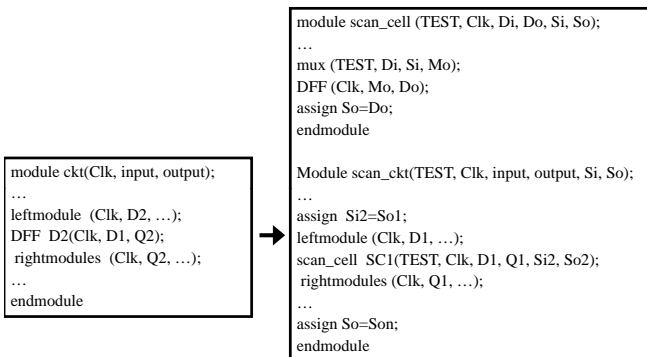 module ckt(Clk, input, output);
…
leftmodule (Clk, D2, …);
DFF D2(Clk, D1, Q2);
rightmodules (Clk, Q2, …);
…
endmodule
module scan_cell (TEST, Clk, Di, Do, Si, So);
…
mux (TEST, Di, Si, Mo);
DFF (Clk, Mo, Do);
assign So=Do;
endmodule
Module scan_ckt(TEST, Clk, input, output, Si, So);
…
assign Si2=So1;
leftmodule (Clk, D1, …);
scan_cell SC1(TEST, Clk, D1, Q1, Si2, So2);
rightmodules (Clk, Q1, …);
…
assign So=Son;
endmodule